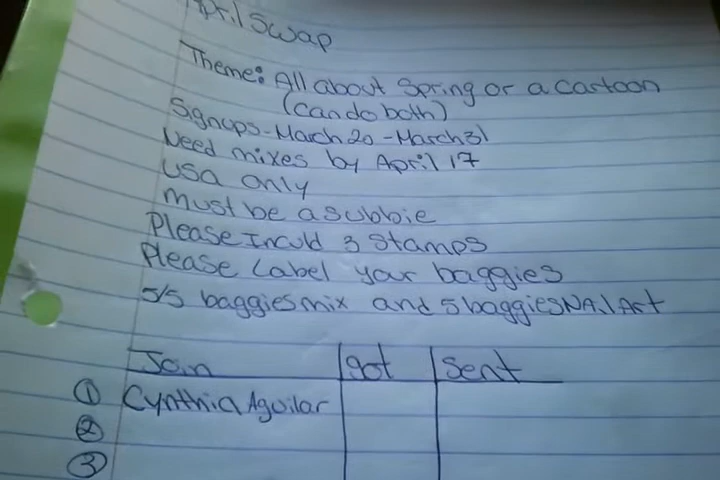 April Swap
Theme: All about Spring or a Cartoon
(Can do both)
Signups - March 20 - March 31
Need mixes by April 17
USA Only
Must be a subbie
Please Incud 3 Stamps
Please Label your baggies
5/5 baggies mix and 5 baggies NAil Art
Join got Sent
① Cynthia Aguilar
②
③